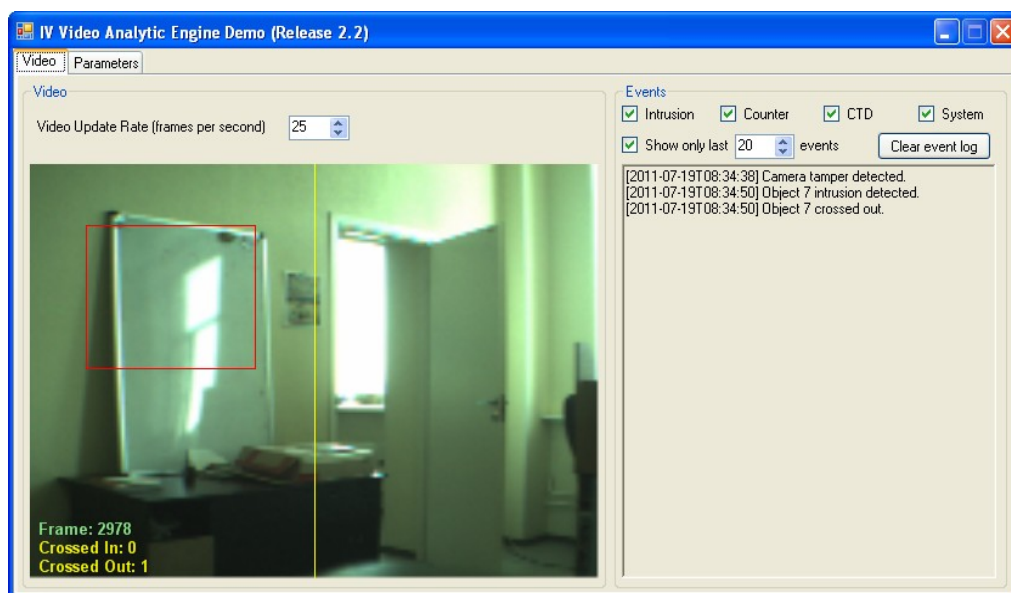 IV Video Analytic Engine Demo (Release 2.2)
Video Parameters
Video
Video Update Rate (frames per second) 25
Frame: 2978
Crossed In: 0
Crossed Out: 1
Events
Intrusion Counter CTD System
Show only last 20 events Clear event log
[2011-07-19T08:34:38] Camera tamper detected.
[2011-07-19T08:34:50] Object 7 intrusion detected.
[2011-07-19T08:34:50] Object 7 crossed out.